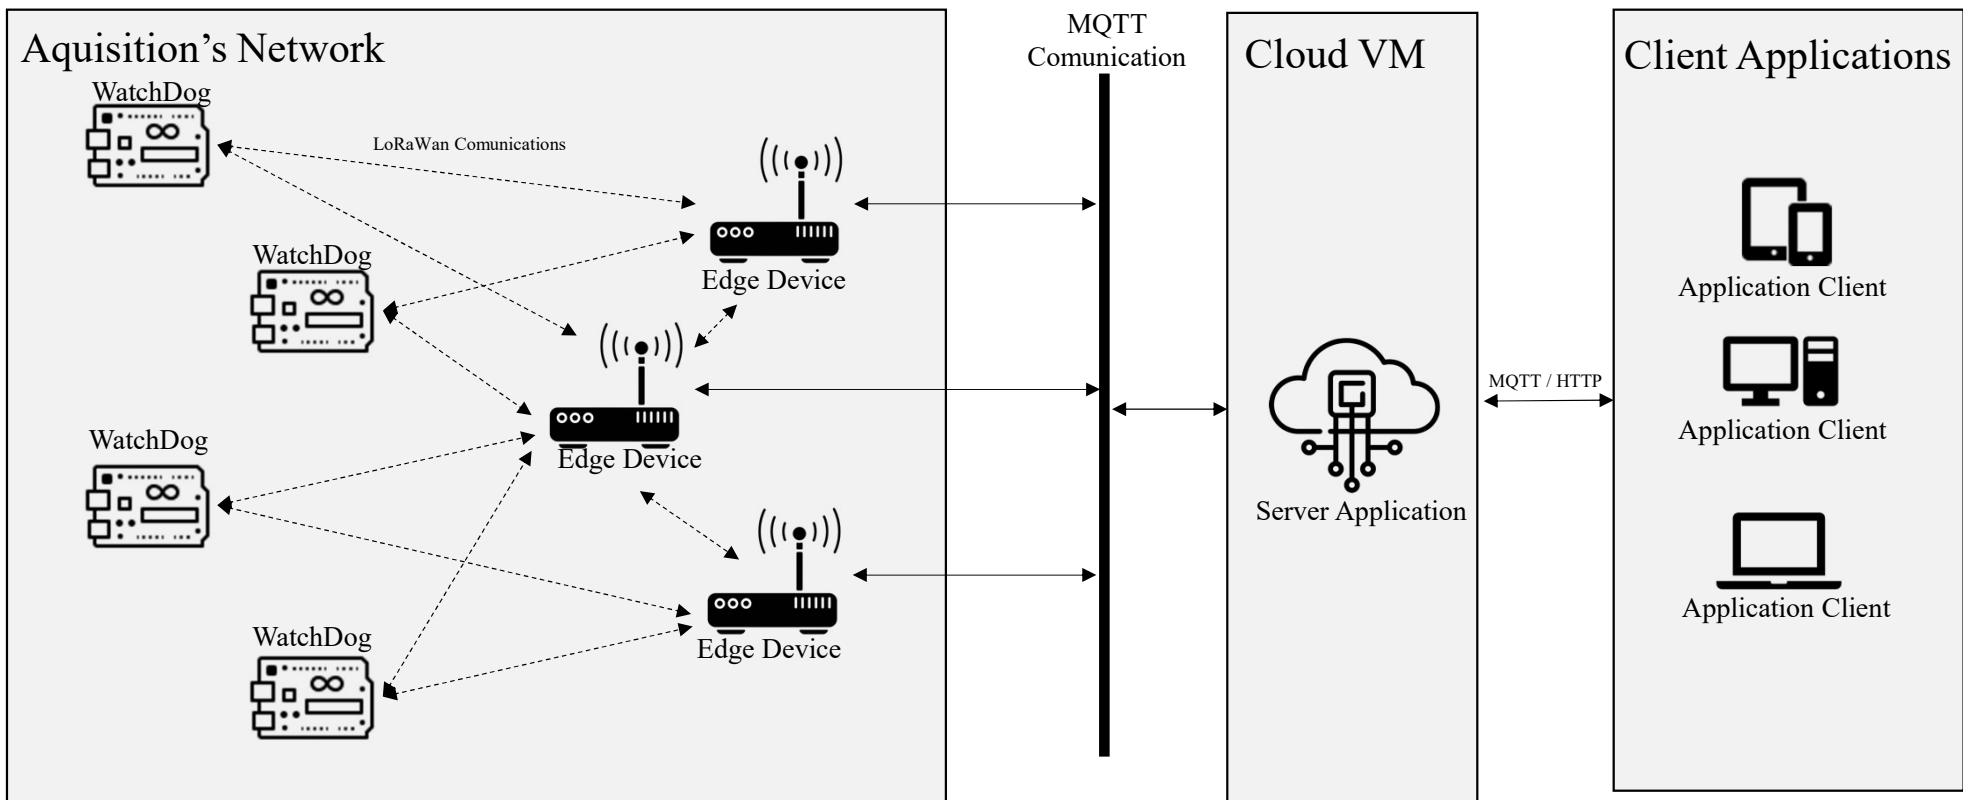 Aquisition's Network
WatchDog
LoRaWan Comunications
WatchDog
Edge Device
WatchDog
Edge Device
WatchDog
Edge Device
MQTT
Comunication
Cloud VM
Server Application
MQTT / HTTP
Client Applications
Application Client
Application Client
Application Client